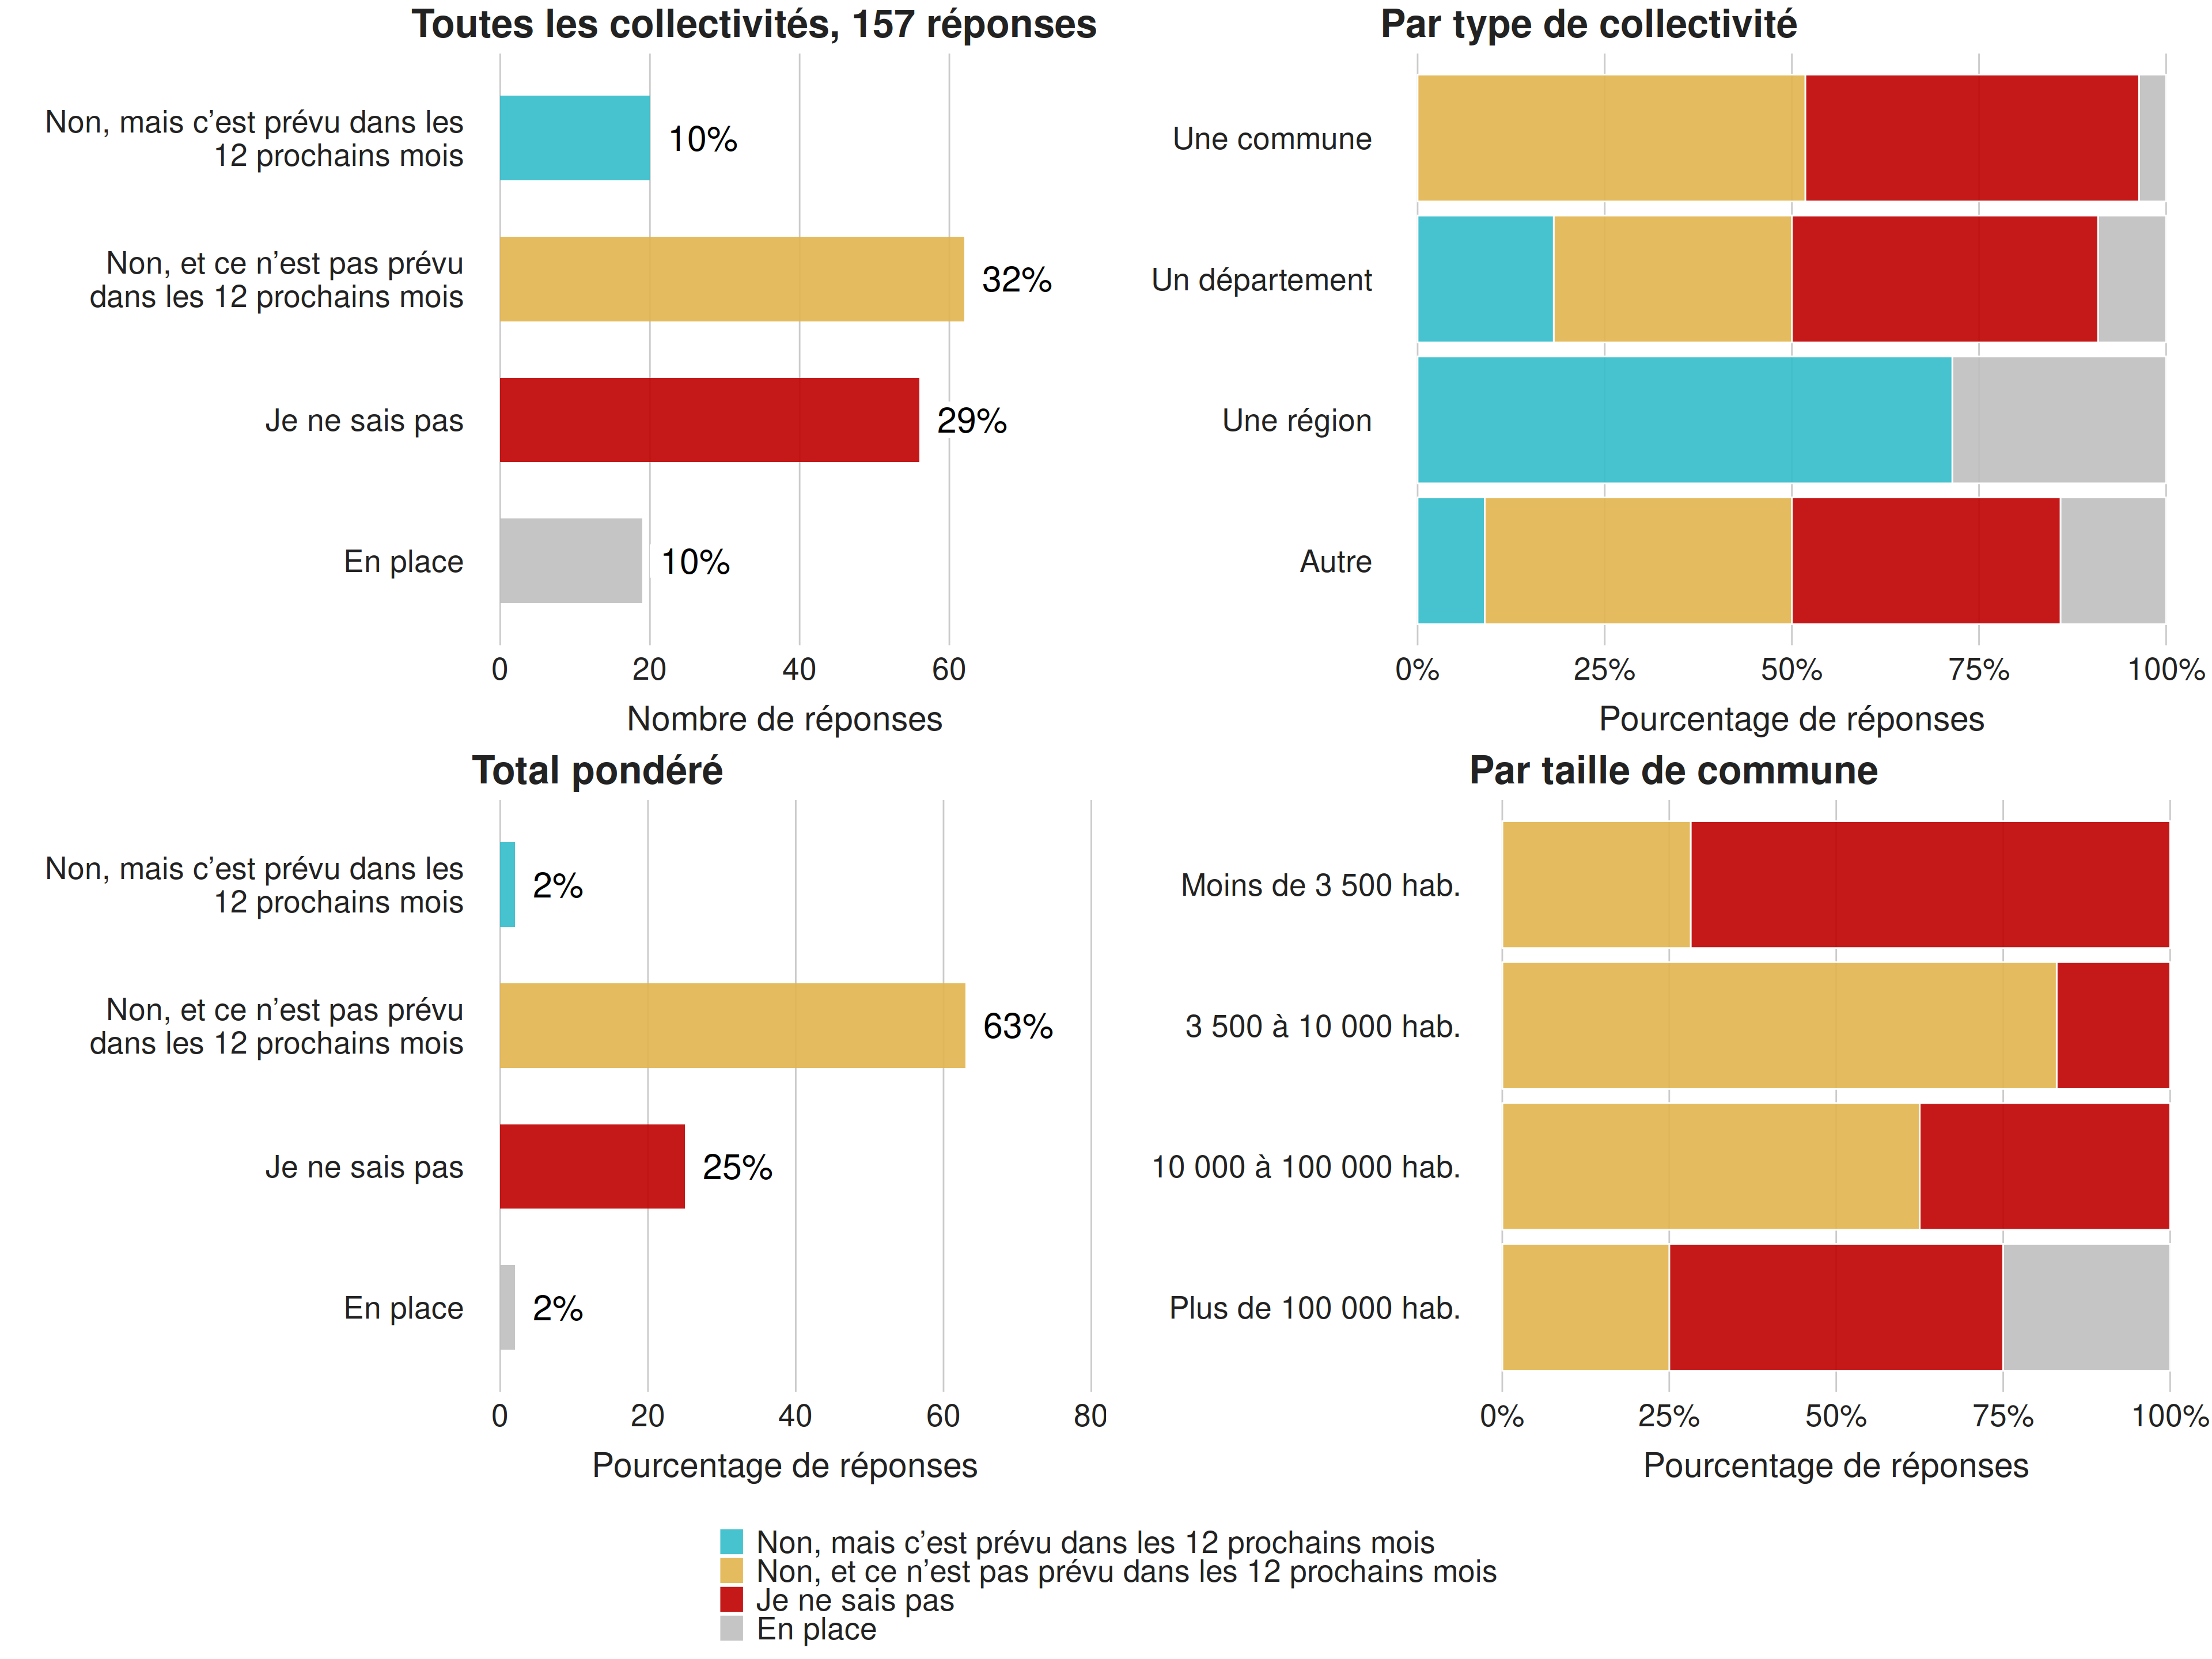 Toutes les collectivités, 157 réponses
Non, mais c’est prévu dans les
12 prochains mois
10%
Non, et ce n’est pas prévu
dans les 12 prochains mois
32%
Je ne sais pas
29%
En place
10%
0 20 40 60
Nombre de réponses
Par type de collectivité
Une commune
Un département
Une région
Autre
0% 25% 50% 75% 100%
Pourcentage de réponses
Total pondéré
Non, mais c’est prévu dans les
12 prochains mois
2%
Non, et ce n’est pas prévu
dans les 12 prochains mois
63%
Je ne sais pas
25%
En place
2%
0 20 40 60 80
Pourcentage de réponses
Par taille de commune
Moins de 3 500 hab.
3 500 à 10 000 hab.
10 000 à 100 000 hab.
Plus de 100 000 hab.
0% 25% 50% 75% 100%
Pourcentage de réponses
Non, mais c’est prévu dans les 12 prochains mois
Non, et ce n’est pas prévu dans les 12 prochains mois
Je ne sais pas
En place